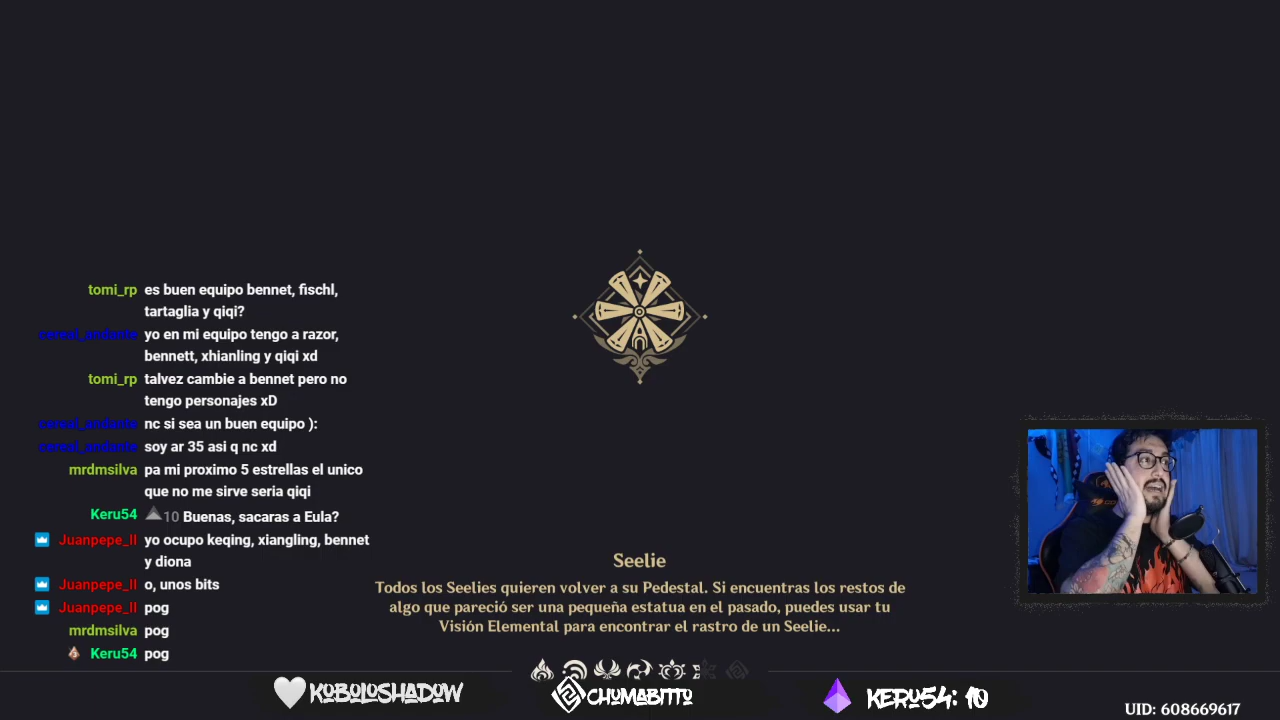 tomi_rp es buen equipo bennet, fischl,
tartaglia y qiqi?
cereal_andante yo en mi equipo tengo a razor,
bennett, xhianling y qiqi xd
tomi_rp talvez cambie a bennet pero no
tengo personajes xD
cereal_andante nc si sea un buen equipo ):
cereal_andante soy ar 35 asi q nc xd
mrdmsilva pa mi proximo 5 estrellas el unico
que no me sirve seria qiqi
Keru54 10 Buenas, sacaras a Eula?
Juanpepe_ll yo ocupo keqing, xiangling, bennet
y diona
Juanpepe_ll o, unos bits
Juanpepe_ll pog
mrdmsilva pog
Keru54 pog
Seelie
Todos los Seelies quieren volver a su Pedestal. Si encuentras los restos de
algo que pareció ser una pequeña estatua en el pasado, puedes usar tu
Visión Elemental para encontrar el rastro de un Seelie...
KOBOLOSHADOW
CHUMABITTO
KERU54: 10
UID: 608669617